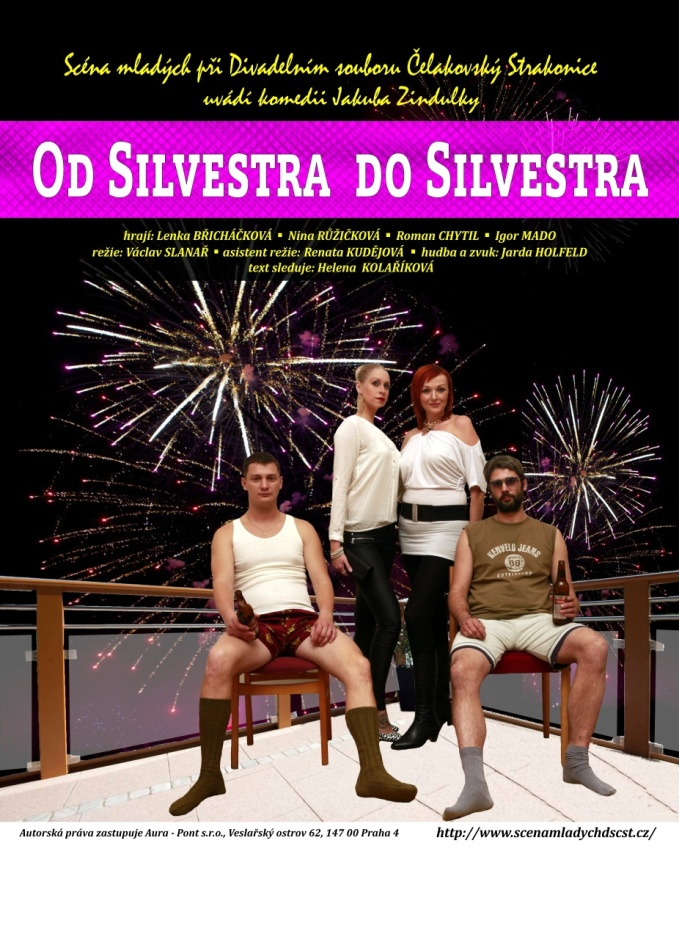 Scéna mladých při Divadelním souboru Čelakovský Strakonice
uvádí komedii Jakuba Zindulky
OD SILVESTRA DO SILVESTRA
hrají: Lenka BŘICHÁČKOVÁ ▪ Nina RŮŽIČKOVÁ ▪ Roman CHYTIL ▪ Igor MADO
režie: Václav SLANAŘ ▪ asistent režie: Renata KUDĚJOVÁ ▪ hudba a zvuk: Jarda HOLFELD
text sleduje: Helena KOLAŘÍKOVÁ
KENVELO JEANS
Autorská práva zastupuje Aura - Pont s.r.o., Veslařský ostrov 62, 147 00 Praha 4
http://www.scenamladychdscst.cz/